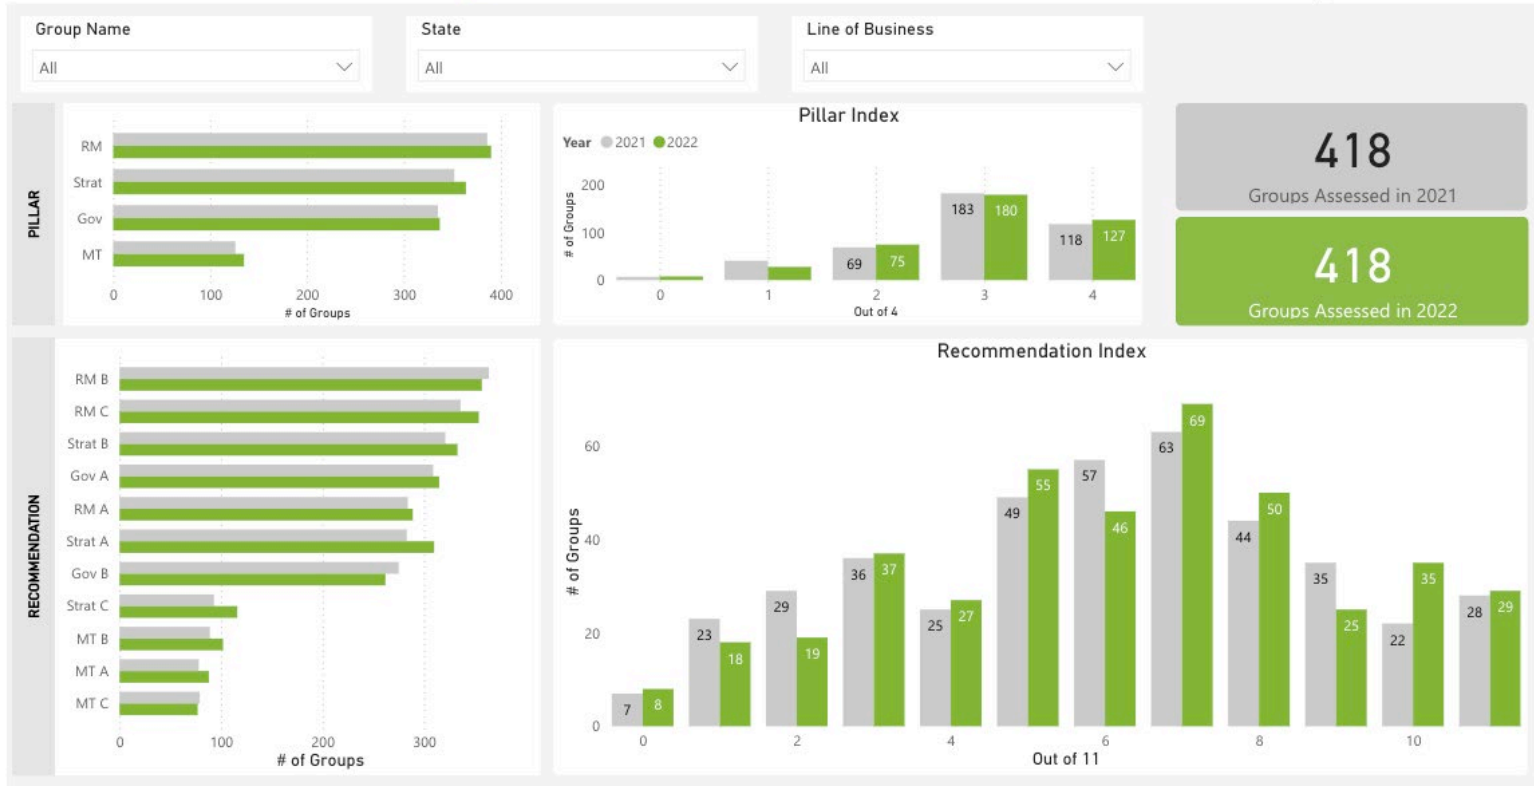 Group Name
All
State
All
Line of Business
All
PILLAR
RM
Strat
Gov
MT
0 100 200 300 400
# of Groups
Pillar Index
Year 2021 2022
# of Groups
200
100
0
69 75 183 180 118 127
0 1 2 3 4
Out of 4
418
Groups Assessed in 2021
418
Groups Assessed in 2022
RECOMMENDATION
RM B
RM C
Strat B
Gov A
RM A
Strat A
Gov B
Strat C
MT B
MT A
MT C
0 100 200 300
# of Groups
Recommendation Index
# of Groups
60
40
20
0
7 8 23 18 29 19 36 37 25 27 49 55 57 46 63 69 44 50 35 25 22 35 28 29
0 2 4 6 8 10
Out of 11